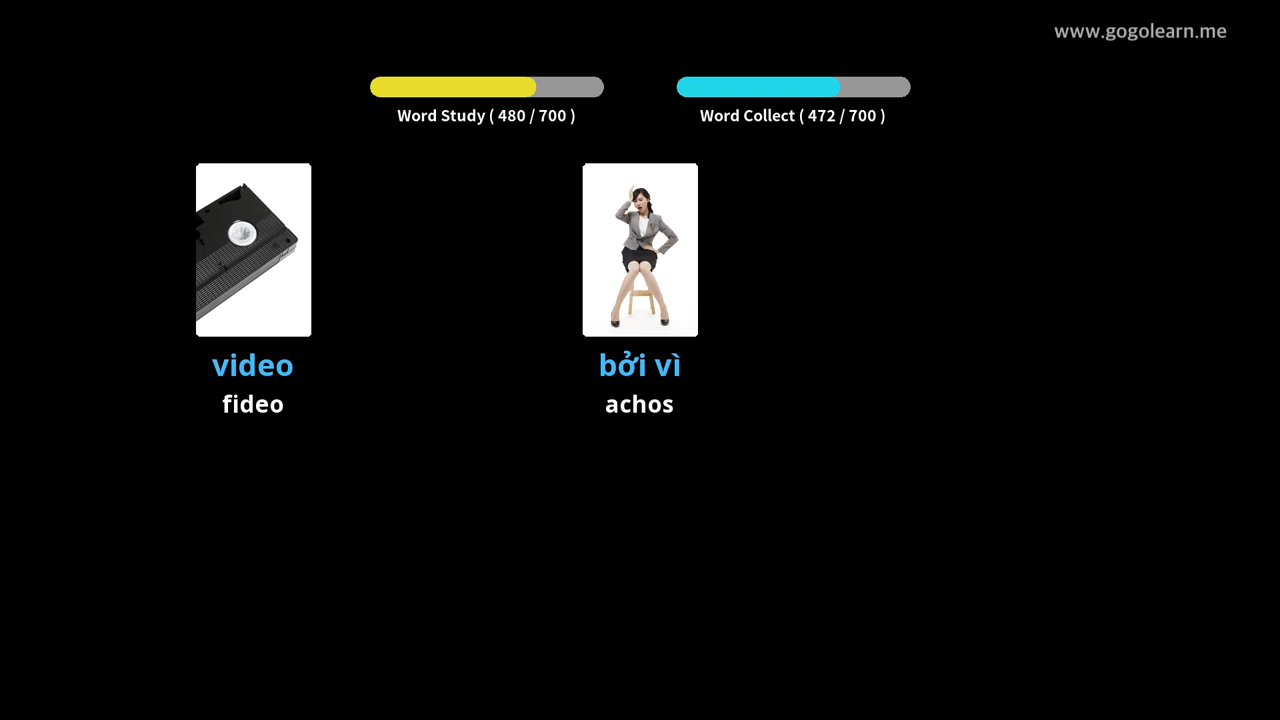 www.gogolearn.me
Word Study ( 480 / 700 )
Word Collect ( 472 / 700 )
video
bởi vì
fideo
achos